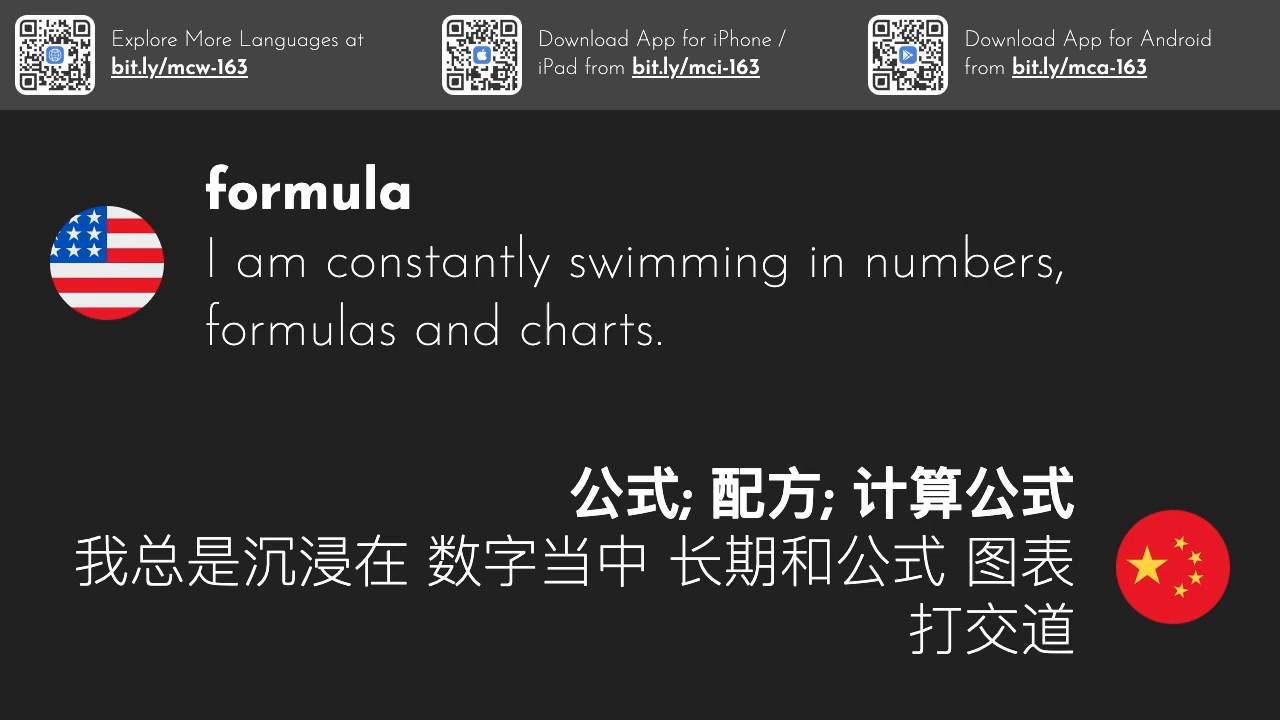 Explore More Languages at
bit.ly/mcw-163
Download App for iPhone /
iPad from bit.ly/mci-163
Download App for Android
from bit.ly/mca-163
formula
I am constantly swimming in numbers,
formulas and charts.
公式; 配方; 计算公式
我总是沉浸在 数字当中 长期和公式 图表
打交道